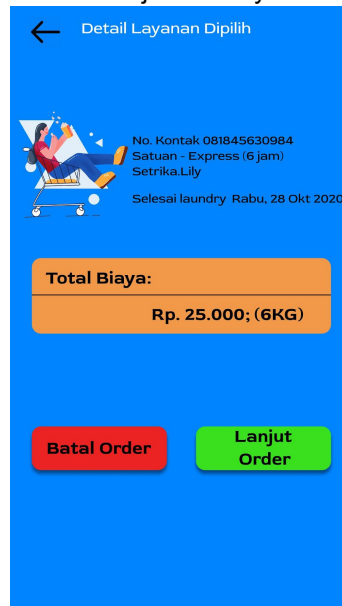 Detail Layanan Dipilih
No. Kontak 081845630984
Satuan - Express (6 jam)
Setrika.Lily
Selesai laundry Rabu, 28 Okt 2020
Total Biaya:
Rp. 25.000; (6KG)
Batal Order
Lanjut
Order